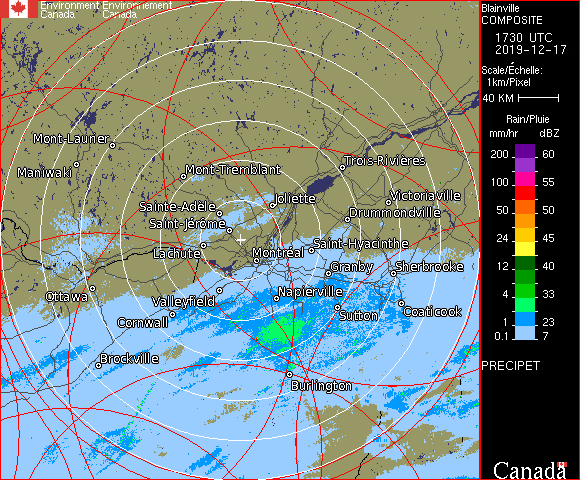 Environment Environnement
Canada Canada
Blainville
COMPOSITE
1730 UTC
2019-12-17
Scale/Échelle:
1km/Pixel
40 KM
Rain/Pluie
mm/hr dBZ
200 60
100 55
50 50
24 45
12 40
4 33
1 23
0.1 7
PRECIPET
Canada
Mont-Laurier
Maniwaki
Mont-Tremblant
Trois-Rivières
Joliette
Victoriaville
Sainte-Adele
Drummondville
Saint-Jérôme
Lachute
Montréal
Saint-Hyacinthe
Granby
Sherbrooke
Ottawa
Valleyfield
Napierville
Coaticook
Cornwall
Sutton
Brockville
Burlington